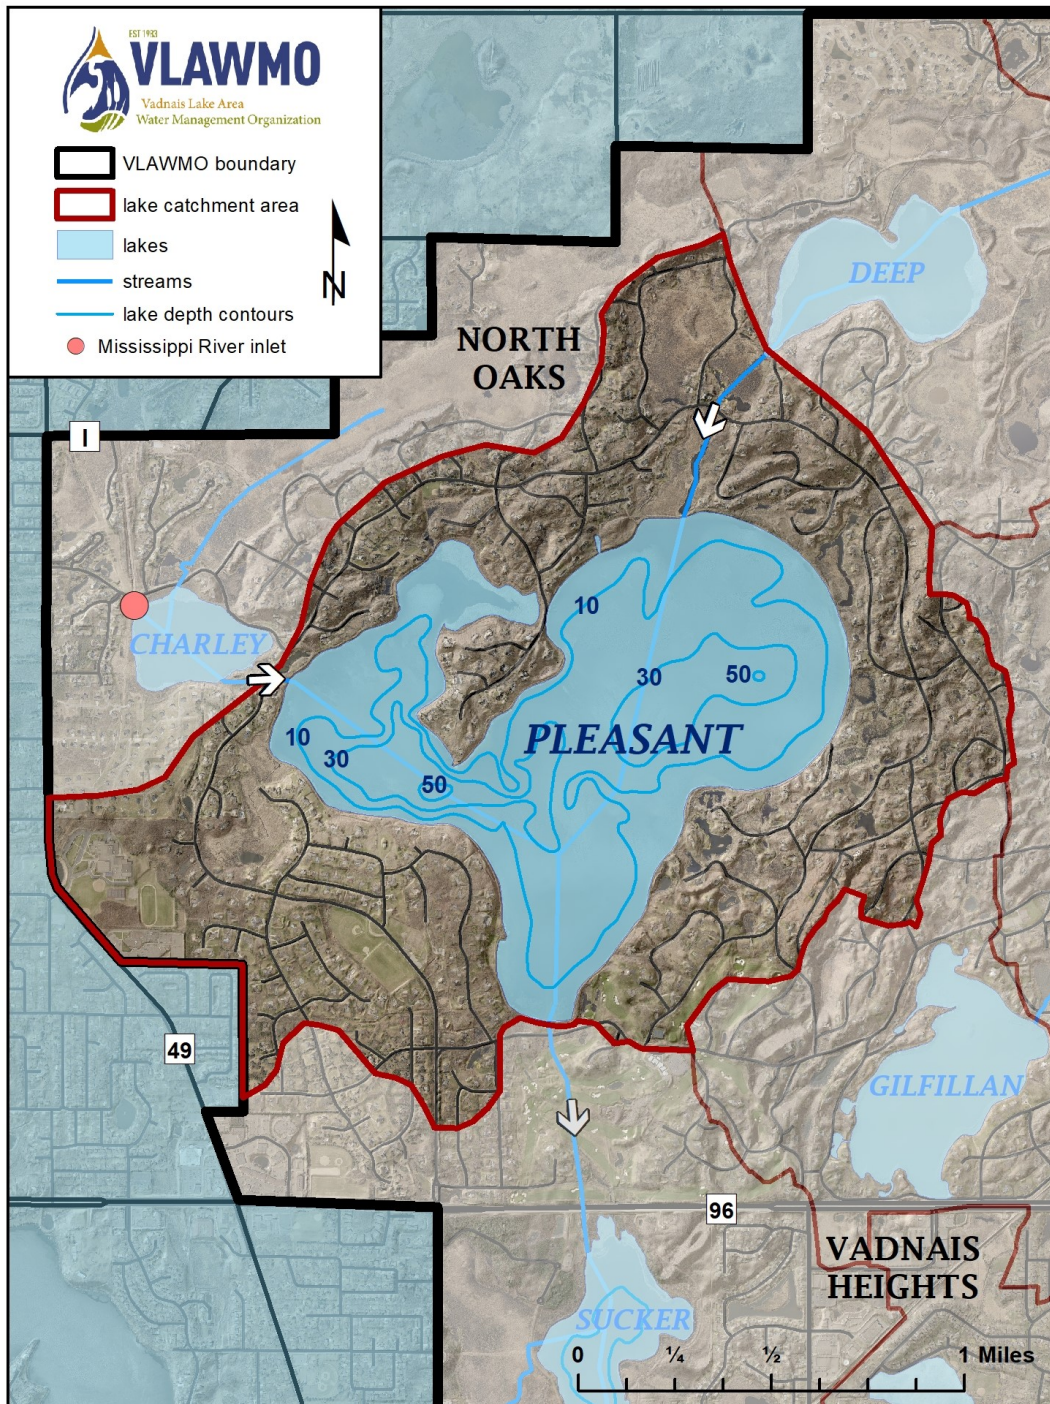 EST 1983
VLAWMO
Vadnais Lake Area
Water Management Organization
VLAWMO boundary
lake catchment area
lakes
streams
lake depth contours
Mississippi River inlet
N
DEEP
NORTH
OAKS
I
CHARLEY
10
30
50
PLEASANT
10
30
50
49
GILFILLAN
96
VADNAIS
HEIGHTS
SUCKER
0 ¼ ½ 1 Miles